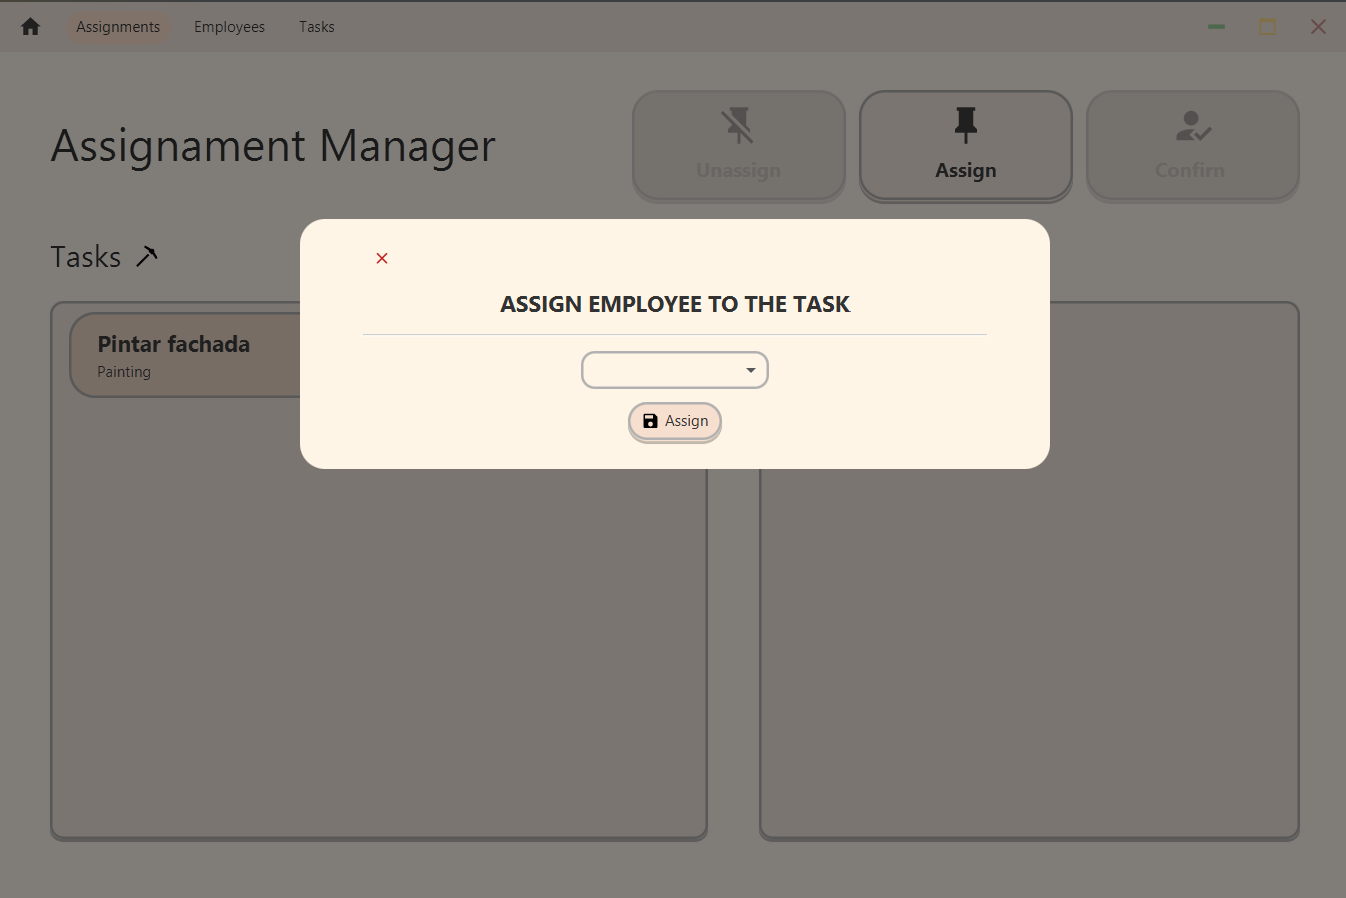 Assignments Employees Tasks
Assignament Manager
Unassign
Assign
Confirm
Tasks
ASSIGN EMPLOYEE TO THE TASK
Pintar fachada
Painting
Assign